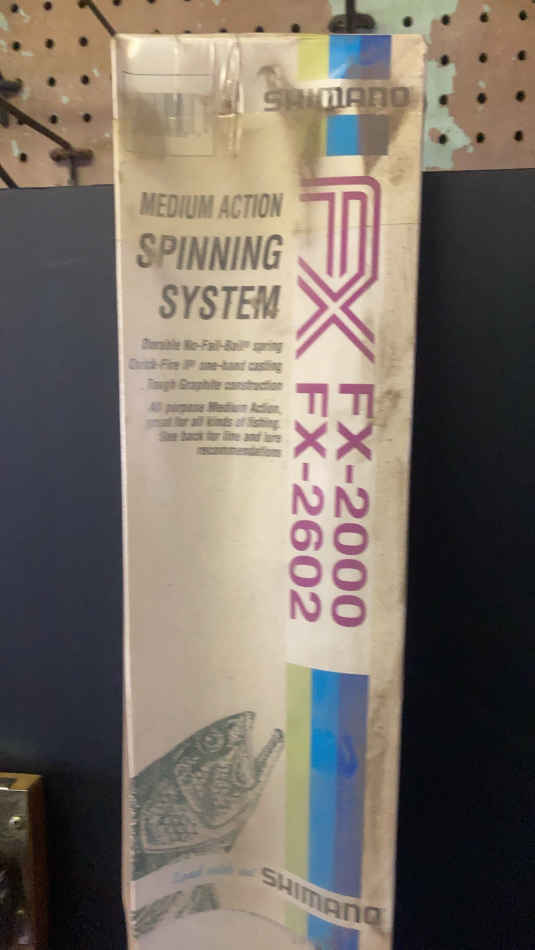 SHIMANO
MEDIUM ACTION
SPINNING
SYSTEM
Durable No-Fail-Bail® spring
Quick-Fire II® one-hand casting
Tough Graphite construction
All purpose Medium Action,
great for all kinds of fishing.
See back for line and lure
recommendations
FX
FX-2000
FX-2602
SHIMANO